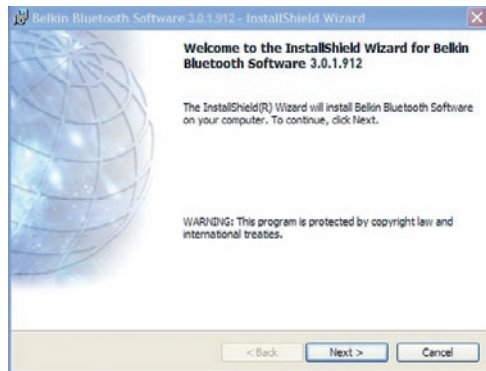 Belkin Bluetooth Software 3.0.1.912 - InstallShield Wizard
Welcome to the InstallShield Wizard for Belkin
Bluetooth Software 3.0.1.912
The InstallShield(R) Wizard will install Belkin Bluetooth Software
on your computer. To continue, click Next.
WARNING: This program is protected by copyright law and
international treaties.
< Back Next > Cancel